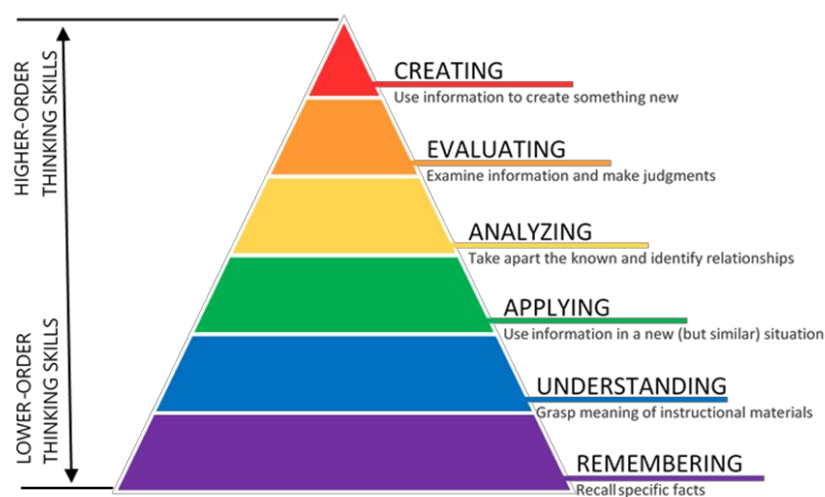 HIGHER-ORDER
THINKING SKILLS
LOWER-ORDER
THINKING SKILLS
CREATING
Use information to create something new
EVALUATING
Examine information and make judgments
ANALYZING
Take apart the known and identify relationships
APPLYING
Use information in a new (but similar) situation
UNDERSTANDING
Grasp meaning of instructional materials
REMEMBERING
Recall specific facts